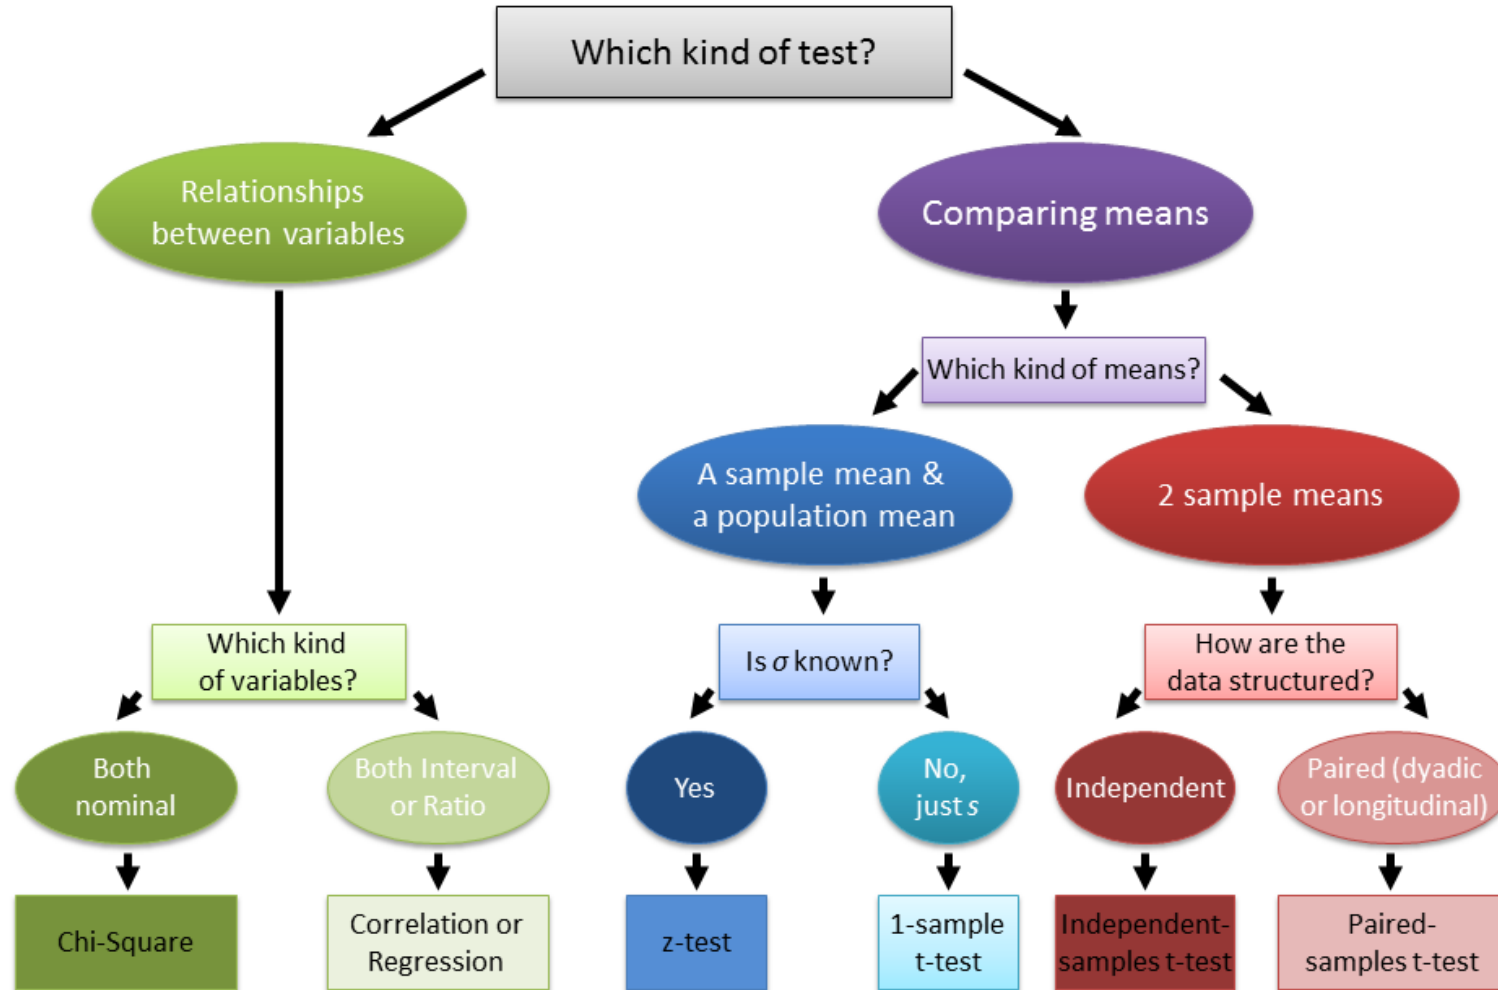 Which kind of test?
Relationships
between variables
Comparing means
Which kind of means?
A sample mean &
a population mean
2 sample means
Which kind
of variables?
Is σ known?
How are the
data structured?
Both
nominal
Both Interval
or Ratio
Yes
No,
just s
Independent
Paired (dyadic
or longitudinal)
Chi-Square
Correlation or
Regression
z-test
1-sample
t-test
Independent-
samples t-test
Paired-
samples t-test